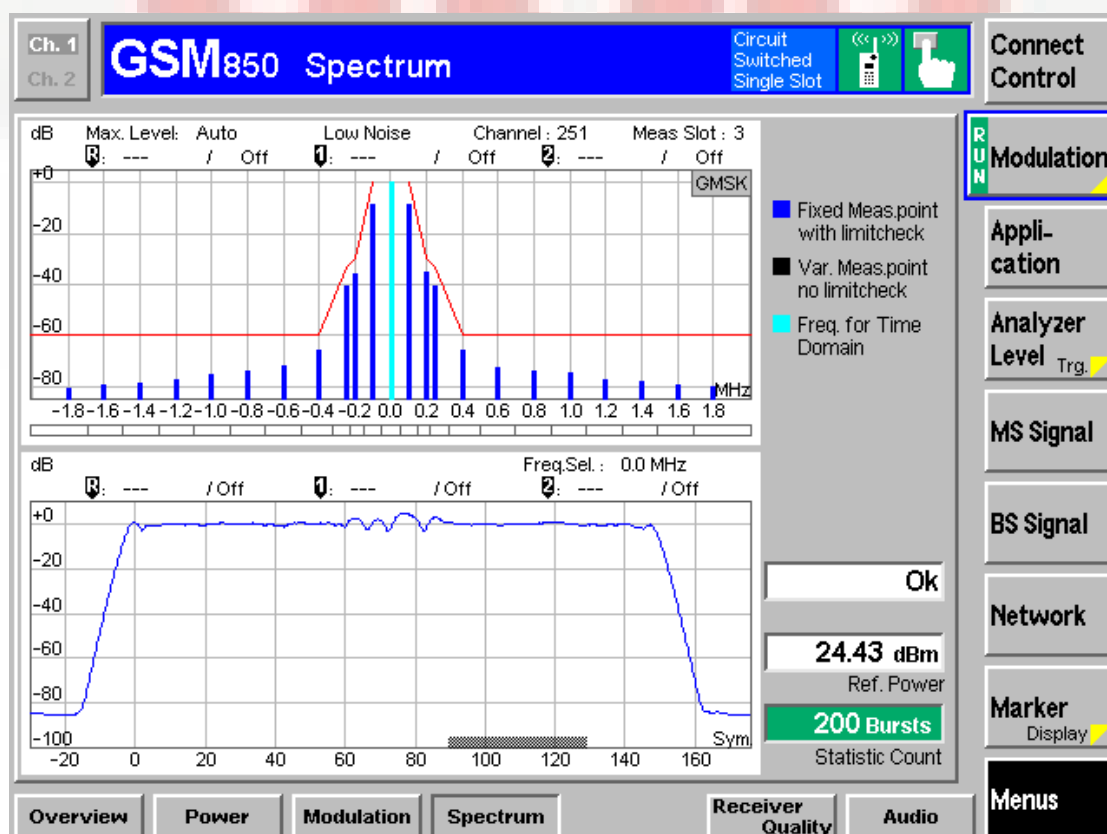 Ch. 1
Ch. 2
GSM850 Spectrum
Circuit
Switched
Single Slot
Connect
Control
dB Max. Level: Auto Low Noise Channel : 251 Meas Slot : 3
R: --- / Off 1: --- / Off 2: --- / Off
+0
-20
-40
-60
-80
GMSK
MHz
-1.8 -1.6 -1.4 -1.2 -1.0 -0.8 -0.6 -0.4 -0.2 0.0 0.2 0.4 0.6 0.8 1.0 1.2 1.4 1.6 1.8
Fixed Meas.point
with limitcheck
Var. Meas.point
no limitcheck
Freq. for Time
Domain
dB Freq.Sel. : 0.0 MHz
R: --- / Off 1: --- / Off 2: --- / Off
+0
-20
-40
-60
-80
-100
Sym
-20 0 20 40 60 80 100 120 140 160
Ok
24.43 dBm
Ref. Power
200 Bursts
Statistic Count
RUN
Modulation
Appli-
cation
Analyzer
Level Trg.
MS Signal
BS Signal
Network
Marker
Display
Menus
Overview
Power
Modulation
Spectrum
Receiver
Quality
Audio